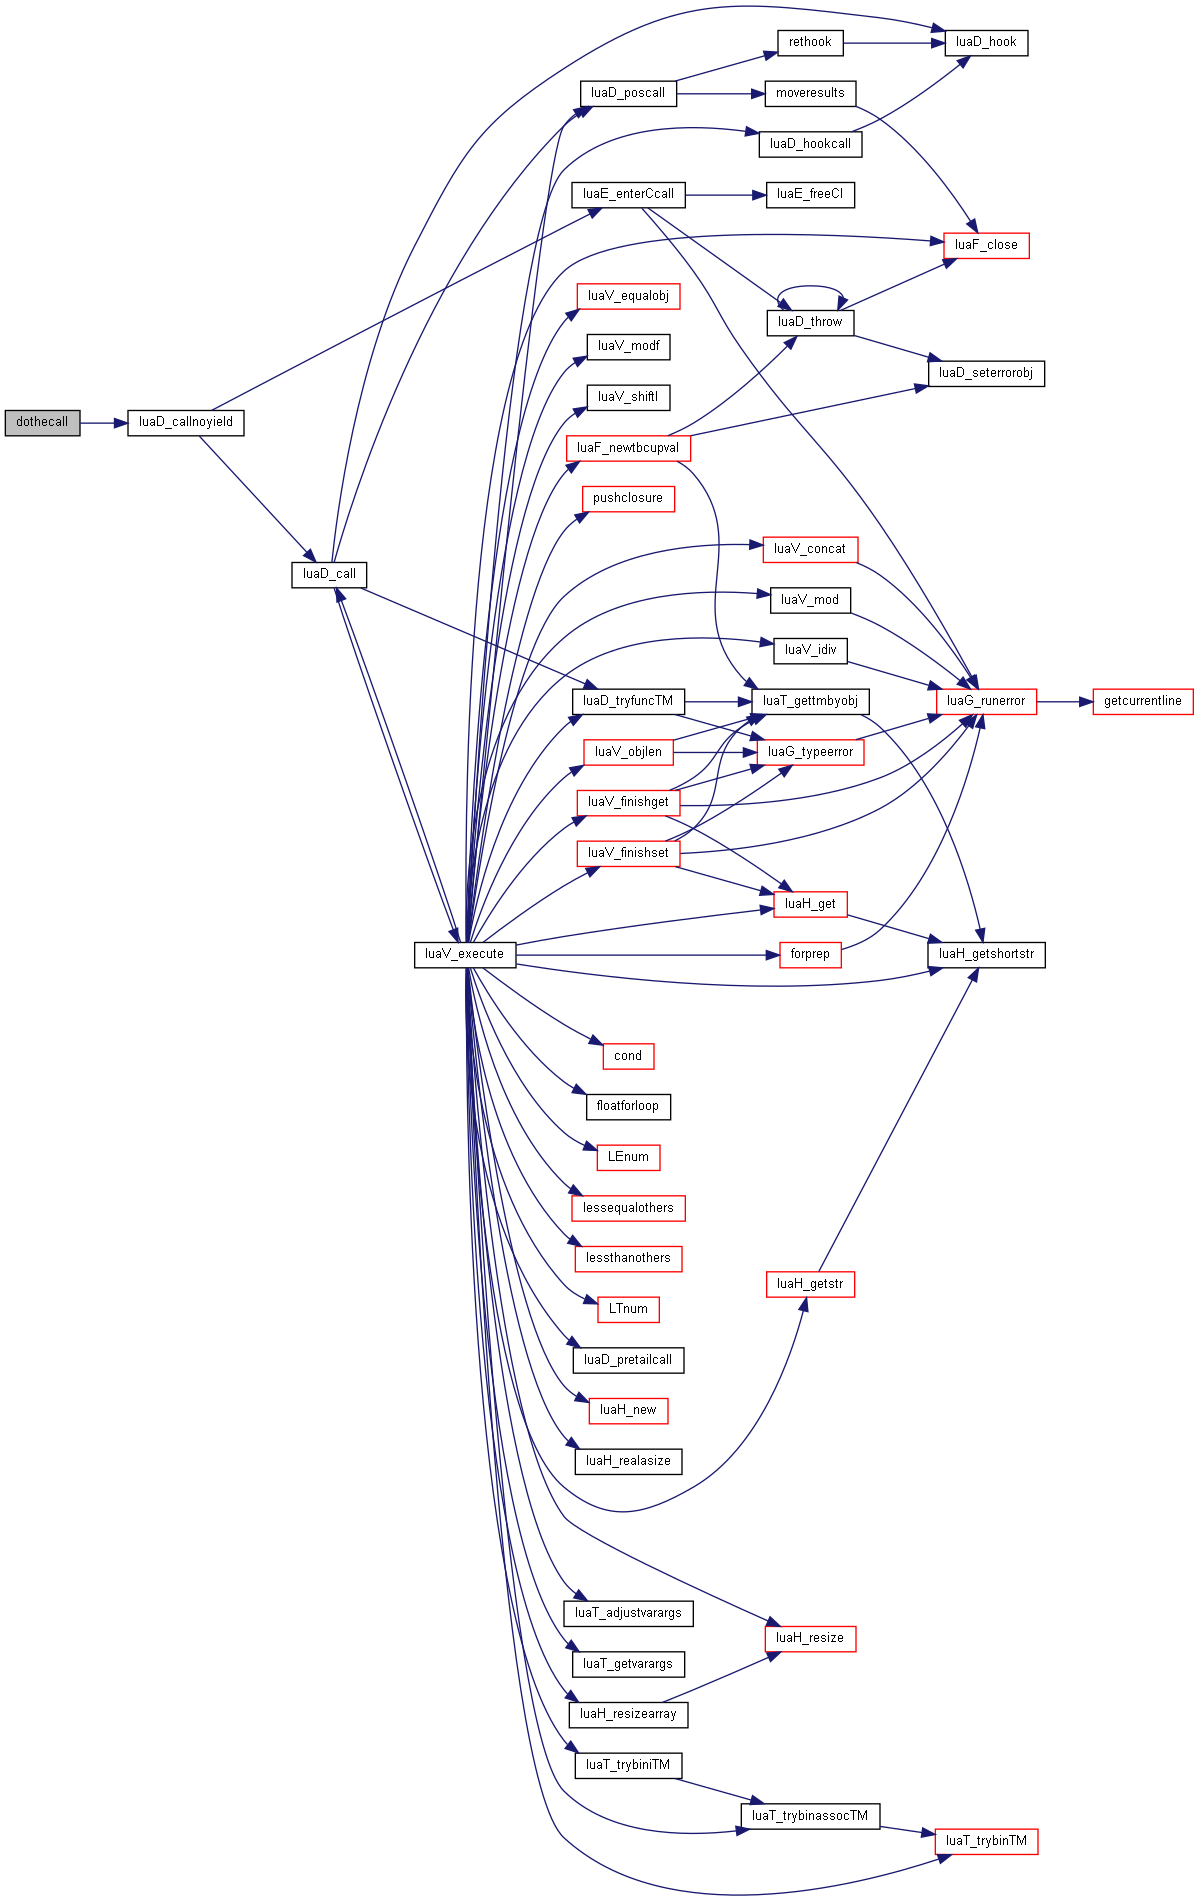 rethook
luaD_hook
luaD_poscall
moveresults
luaD_hookcall
luaE_enterCcall
luaE_freeCI
luaF_close
luaV_equalobj
luaD_throw
luaV_modf
luaD_seterrorobj
luaV_shiftl
dothecall
luaD_callnoyield
luaF_newtbcupval
pushclosure
luaV_concat
luaD_call
luaV_mod
luaV_idiv
luaD_tryfuncTM
luaT_gettmbyobj
luaG_runerror
getcurrentline
luaV_objlen
luaG_typeerror
luaV_finishget
luaV_finishset
luaH_get
luaV_execute
forprep
luaH_getshortstr
cond
floatforloop
LEnum
lessequalothers
lessthanothers
luaH_getstr
LTnum
luaD_pretailcall
luaH_new
luaH_realasize
luaT_adjustvarargs
luaH_resize
luaT_getvarargs
luaH_resizearray
luaT_trybiniTM
luaT_trybinassocTM
luaT_trybinTM